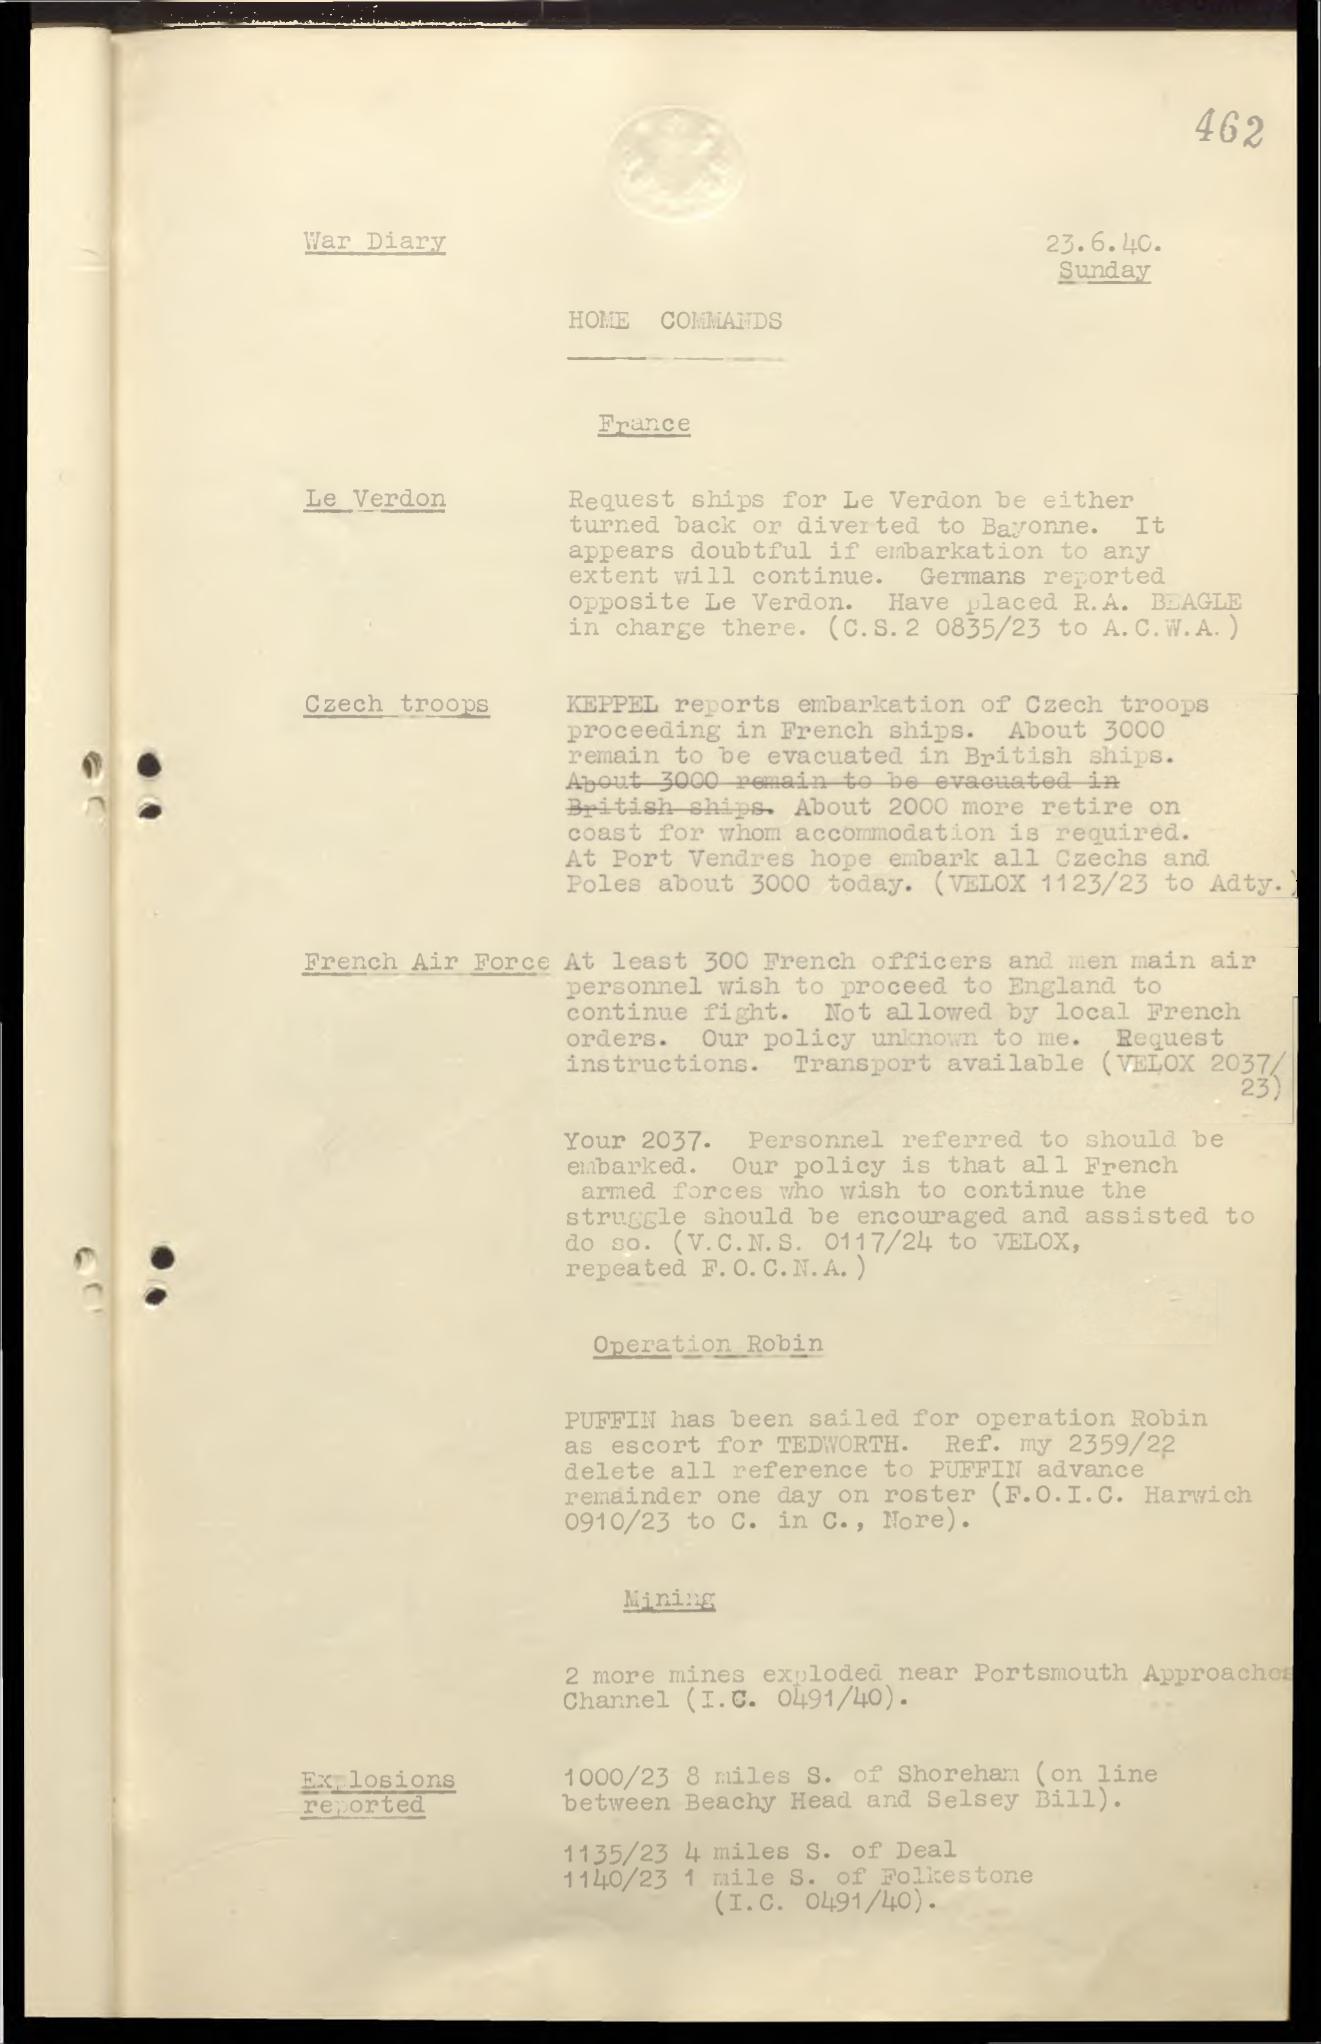 462
War Diary
23.6.40.
Sunday
HOME COMMANDS
France
Le Verdon
Request ships for Le Verdon be either
turned back or diverted to Bayonne. It
appears doubtful if embarkation to any
extent will continue. Germans reported
opposite Le Verdon. Have placed R.A. BEAGLE
in charge there. (C.S.2 0835/23 to A.C.W.A.)
Czech troops
KEPPEL reports embarkation of Czech troops
proceeding in French ships. About 3000
remain to be evacuated in British ships.
About 3000 remain to be evacuated in
British ships. About 2000 more retire on
coast for whom accommodation is required.
At Port Vendres hope embark all Czechs and
Poles about 3000 today. (VELOX 1123/23 to Adty.)
French Air Force
At least 300 French officers and men main air
personnel wish to proceed to England to
continue fight. Not allowed by local French
orders. Our policy unknown to me. Request
instructions. Transport available (VELOX 2037/
23)
Your 2037. Personnel referred to should be
embarked. Our policy is that all French
armed forces who wish to continue the
struggle should be encouraged and assisted to
do so. (V.C.N.S. 0117/24 to VELOX,
repeated F.O.C.N.A.)
Operation Robin
PUFFIN has been sailed for operation Robin
as escort for TEDWORTH. Ref. my 2359/22
delete all reference to PUFFIN advance
remainder one day on roster (F.O.I.C. Harwich
0910/23 to C. in C., Nore).
Mining
2 more mines exploded near Portsmouth Approaches
Channel (I.C. 0491/40).
Explosions
reported
1000/23 8 miles S. of Shoreham (on line
between Beachy Head and Selsey Bill).
1135/23 4 miles S. of Deal
1140/23 1 mile S. of Folkestone
(I.C. 0491/40).